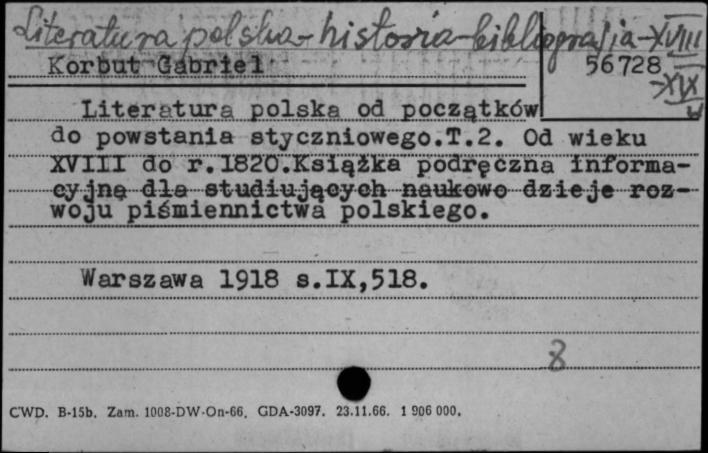 Literatura polska-historia-bibliografia-XVIII
Korbut Gabriel 56728 -XIX
w
Literatura polska od początków
do powstania styczniowego.T.2. Od wieku
XVIII do r.1820.Książka podręczna informa-
cyjna dla studiujących naukowo dzieje roz-
woju piśmiennictwa polskiego.
Warszawa 1918 s.IX,518.
8
CWD. B-15b. Zam. 1008-DW-On-66. GDA-3097. 23.11.66. 1 906 000.